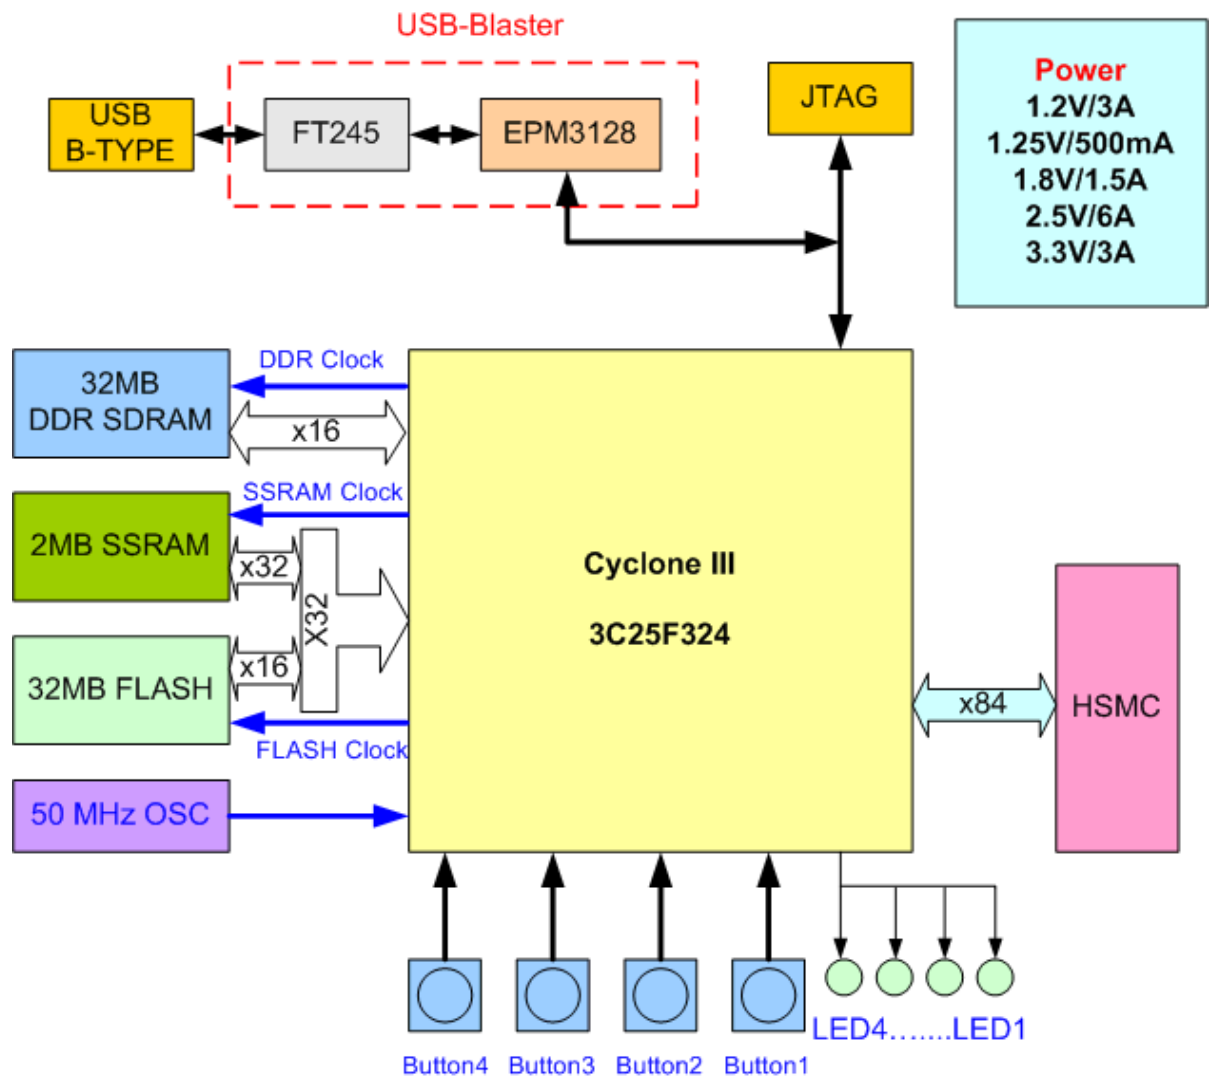 USB-Blaster
USB
B-TYPE
FT245
EPM3128
JTAG
Power
1.2V/3A
1.25V/500mA
1.8V/1.5A
2.5V/6A
3.3V/3A
32MB
DDR SDRAM
DDR Clock
x16
SSRAM Clock
2MB SSRAM
x32
X32
x16
32MB FLASH
FLASH Clock
50 MHz OSC
Cyclone III
3C25F324
x84
HSMC
Button4
Button3
Button2
Button1
LED4.......LED1